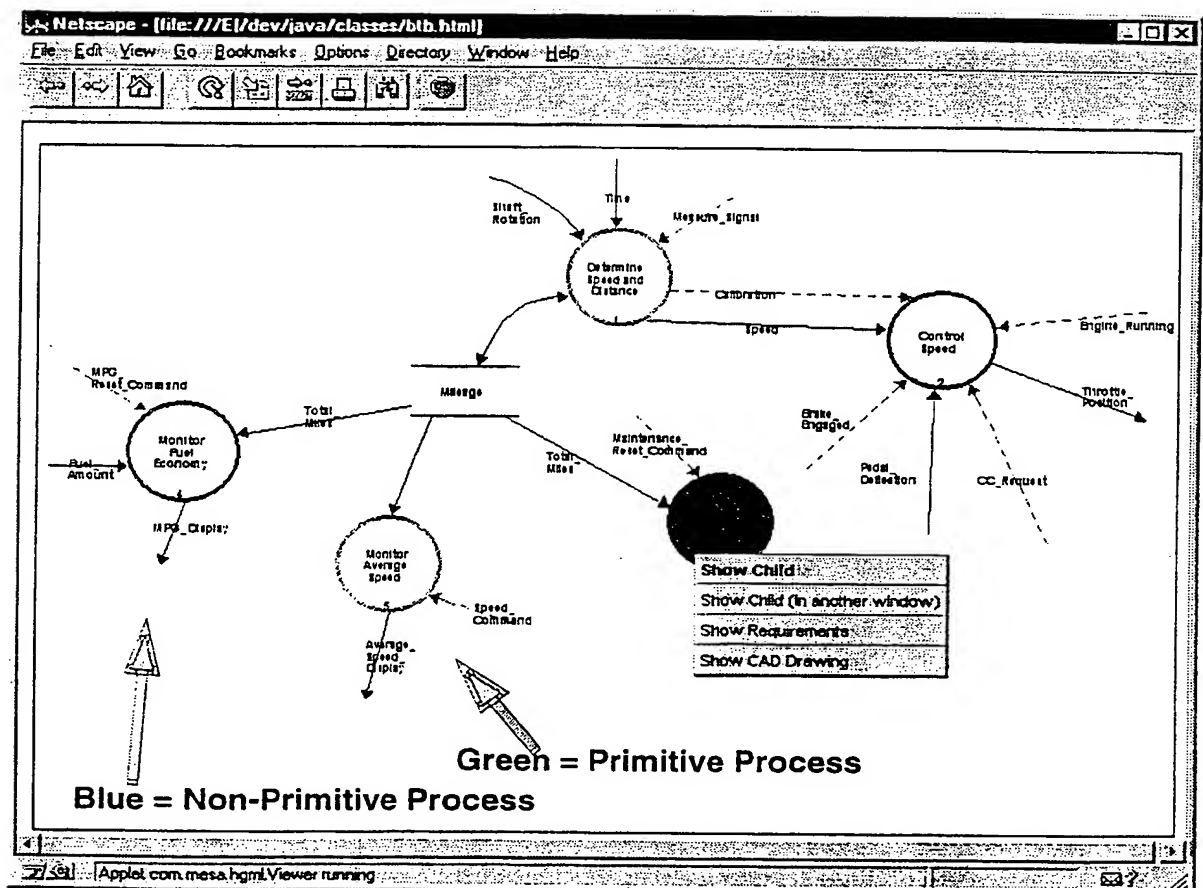 Netscape - [file:///E|/dev/java/classes/btb.html]
File Edit View Go Bookmarks Options Directory Window Help
Shaft_
Rotation
Time
Measure_Signal
Determine
Speed and
Distance
1
Calibration
Speed
Control
Speed
2
Engine_Running
Throttle_
Position
Brake_
Engaged
Pedal_
Deflection
CC_Request
Mileage
MPG_
Reset_Command
Total_
Miles
Monitor
Fuel
Economy
4
Fuel_
Amount
MPG_Display
Maintenance_
Reset_Command
Total_
Miles
Monitor
Average
Speed
5
Speed_
Command
Average_
Speed_
Display
Show Child
Show Child (in another window)
Show Requirements
Show CAD Drawing
Green = Primitive Process
Blue = Non-Primitive Process
Applet com.mesa.hgml.Viewer running